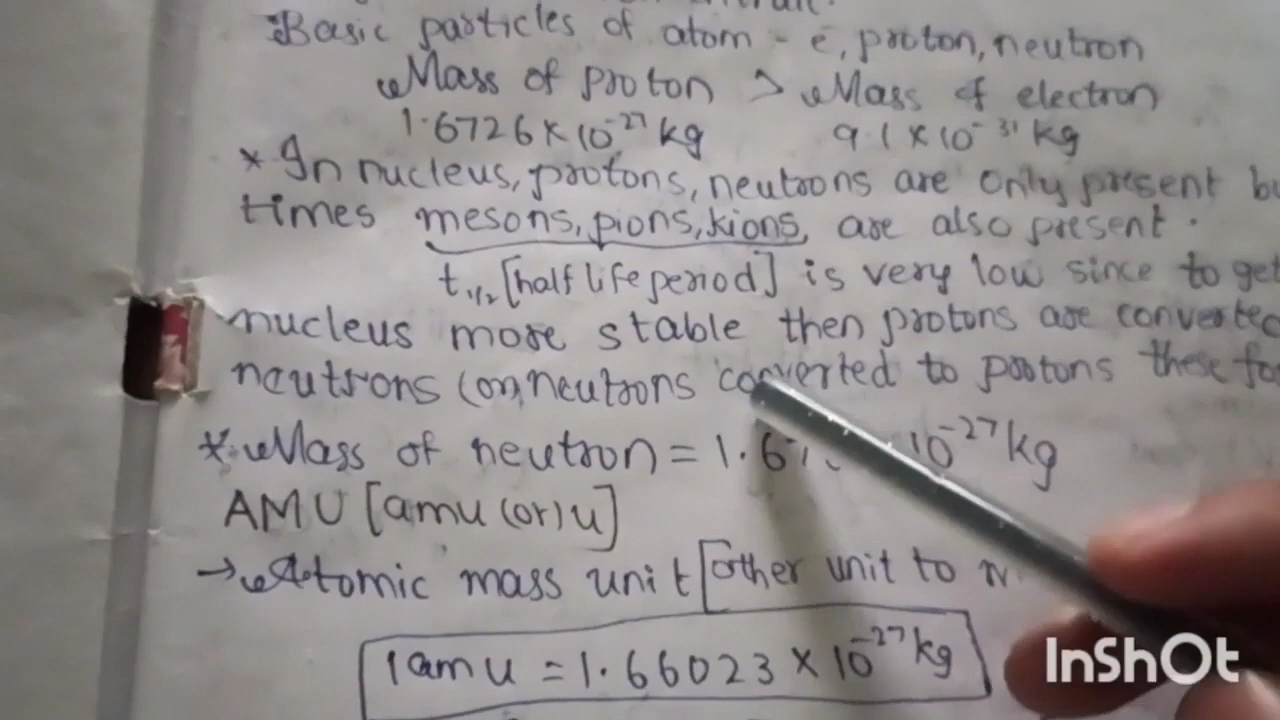 Basic particles of atom - e, proton, neutron
Mass of proton > Mass of electron
1.6726 x 10^-27 kg 9.1 x 10^-31 kg
* In nucleus, protons, neutrons are only present
times mesons, pions, kions, are also present.
t1/2 [half life period] is very low since to get
nucleus more stable then protons are converted
neutrons (or) neutrons converted to protons these
* Mass of neutron = 10^-27 kg
AMU [amu (or) u]
→ Atomic mass unit [other unit to
1 amu = 1.66023 x 10^-27 kg
InShOt